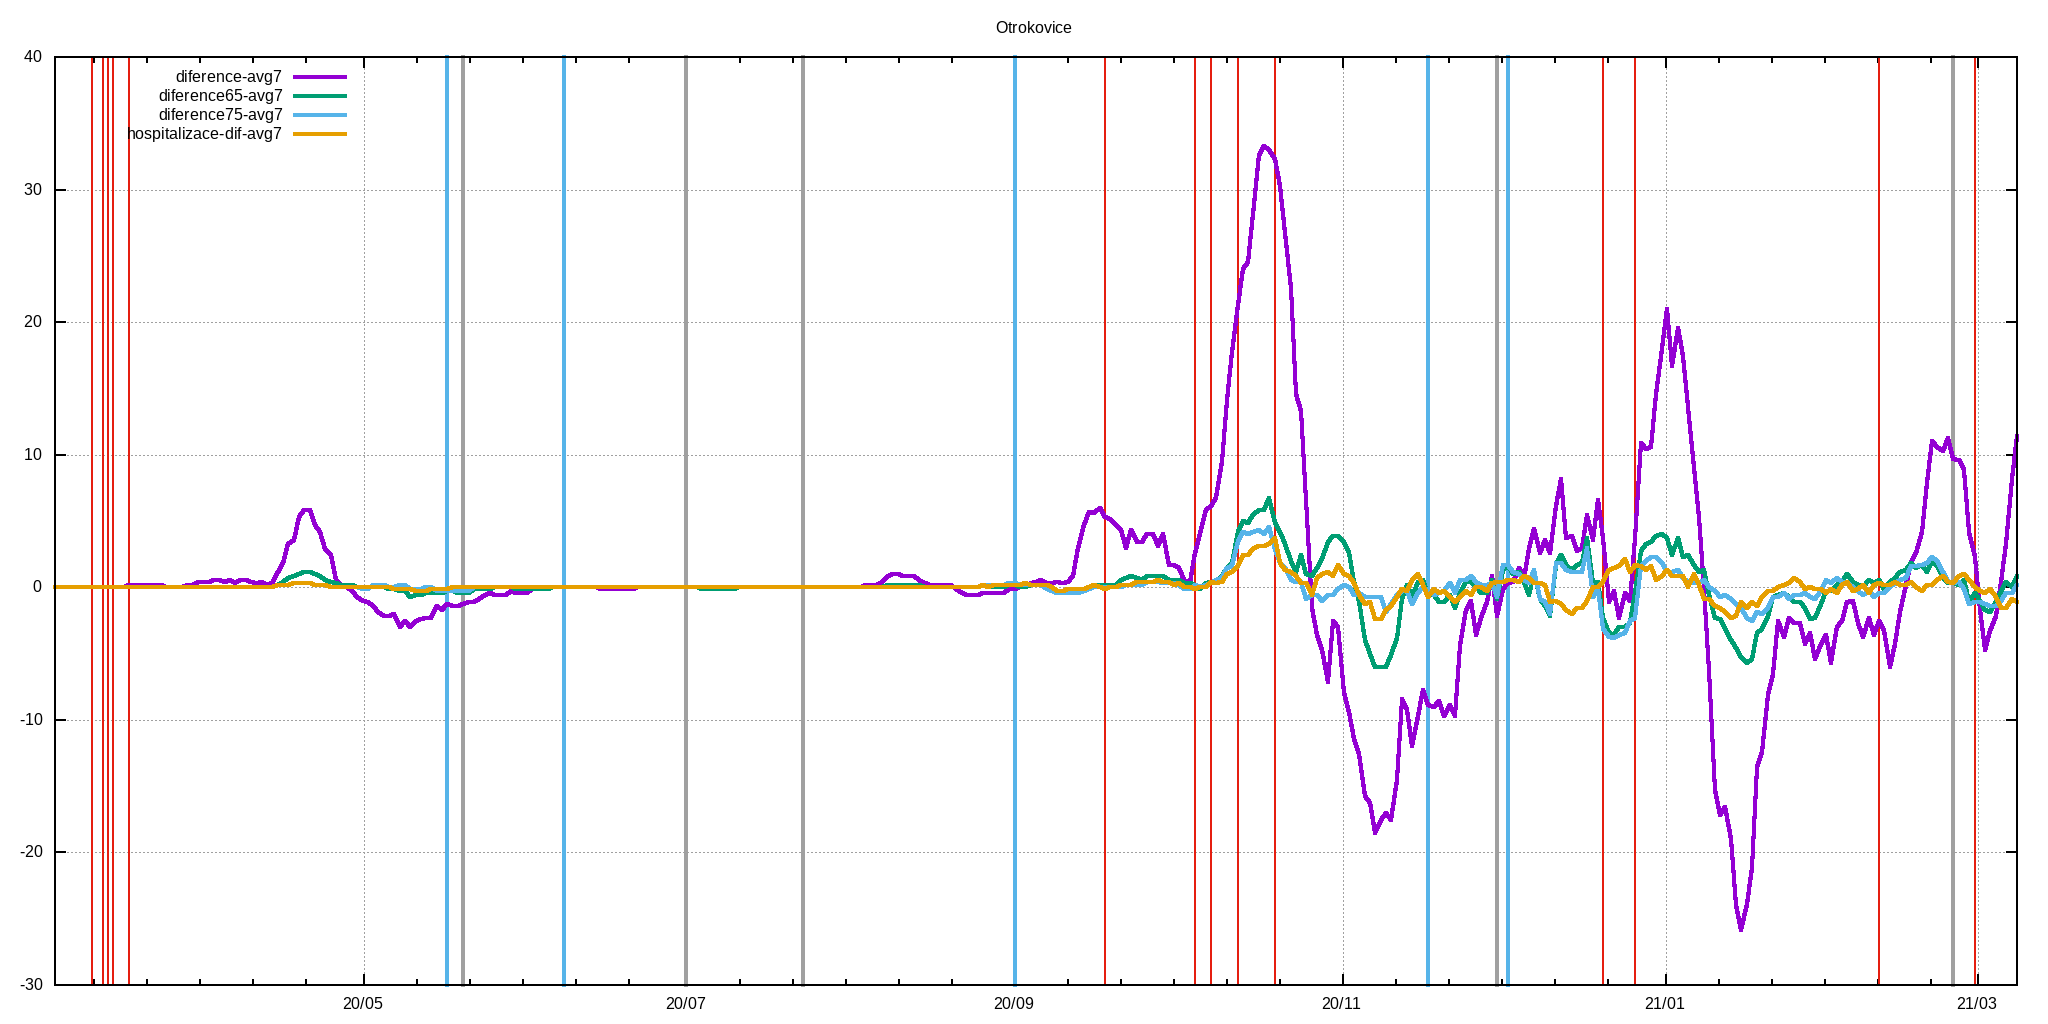 Otrokovice
40
diference-avg7
diference65-avg7
diference75-avg7
hospitalizace-dif-avg7
30
20
10
0
-10
-20
-30
20/05 20/07 20/09 20/11 21/01 21/03